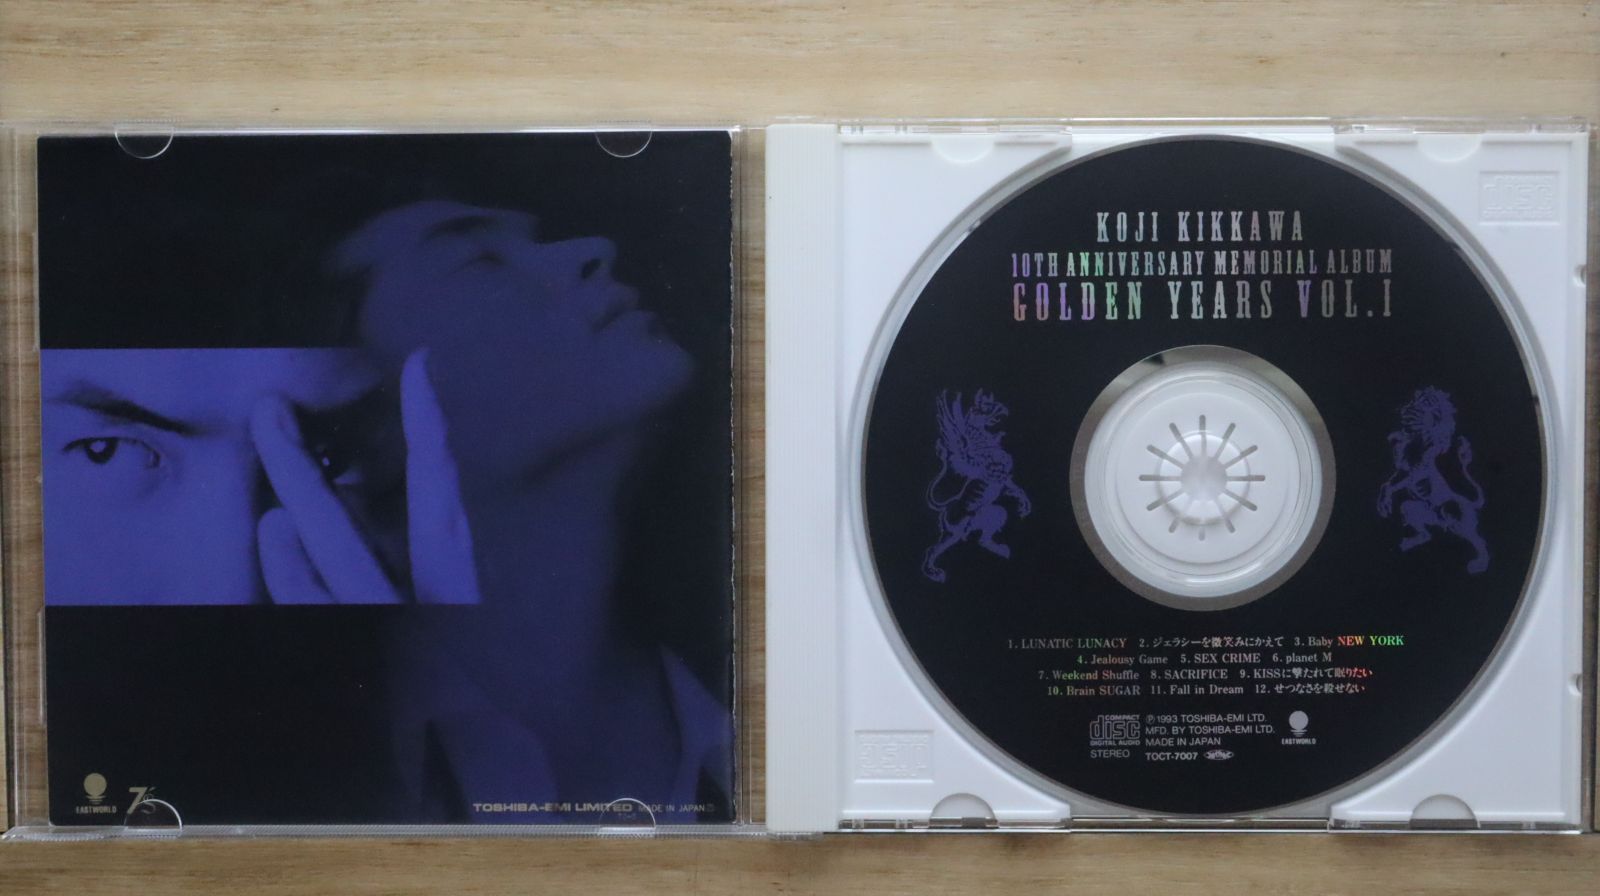 EASTWORLD
7
TOSHIBA-EMI LIMITED MADE IN JAPAN
KOJI KIKKAWA
10TH ANNIVERSARY MEMORIAL ALBUM
GOLDEN YEARS VOL.I
1. LUNATIC LUNACY 2. ジェラシーを微笑みにかえて 3. Baby NEW YORK
4. Jealousy Game 5. SEX CRIME 6. planet M
7. Weekend Shuffle 8. SACRIFICE 9. KISSに撃たれて眠りたい
10. Brain SUGAR 11. Fall in Dream 12. せつなさを殺せない
COMPACT
disc
DIGITAL AUDIO
STEREO
Ⓟ1993 TOSHIBA-EMI LTD.
MFD. BY TOSHIBA-EMI LTD.
MADE IN JAPAN
TOCT-7007
EASTWORLD
disc